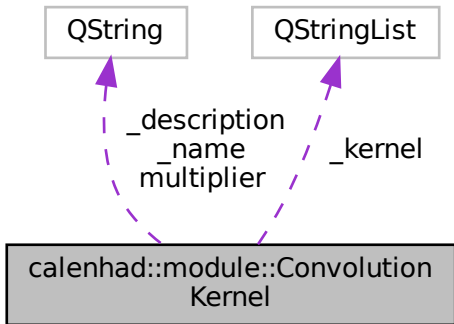 QString
QStringList
_description
_name
multiplier
_kernel
calenhad::module::Convolution
Kernel